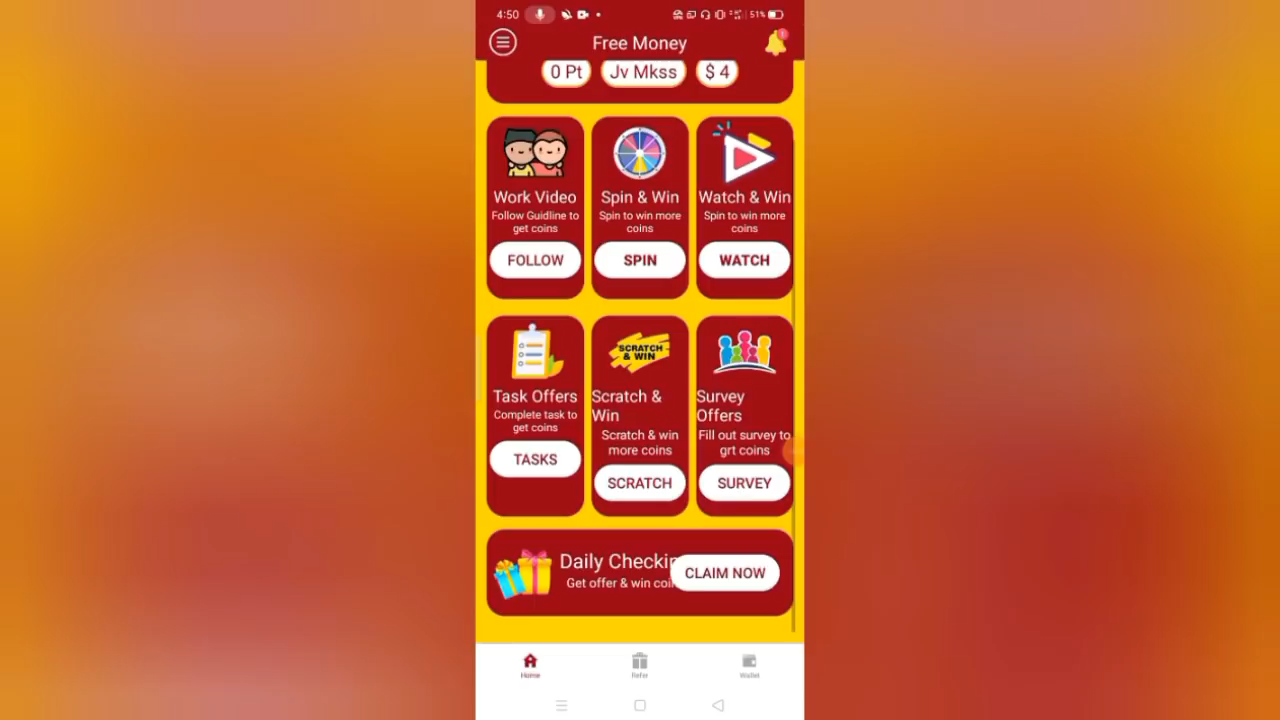 4:50
51%
Free Money
1
0 Pt
Jv Mkss
$ 4
Work Video
Follow Guidline to
get coins
FOLLOW
Spin & Win
Spin to win more
coins
SPIN
Watch & Win
Spin to win more
coins
WATCH
Task Offers
Complete task to
get coins
TASKS
SCRATCH
& WIN
Scratch &
Win
Scratch & win
more coins
SCRATCH
Survey
Offers
Fill out survey to
grt coins
SURVEY
Daily Checkin
Get offer & win coin
CLAIM NOW
Home
Refer
Wallet